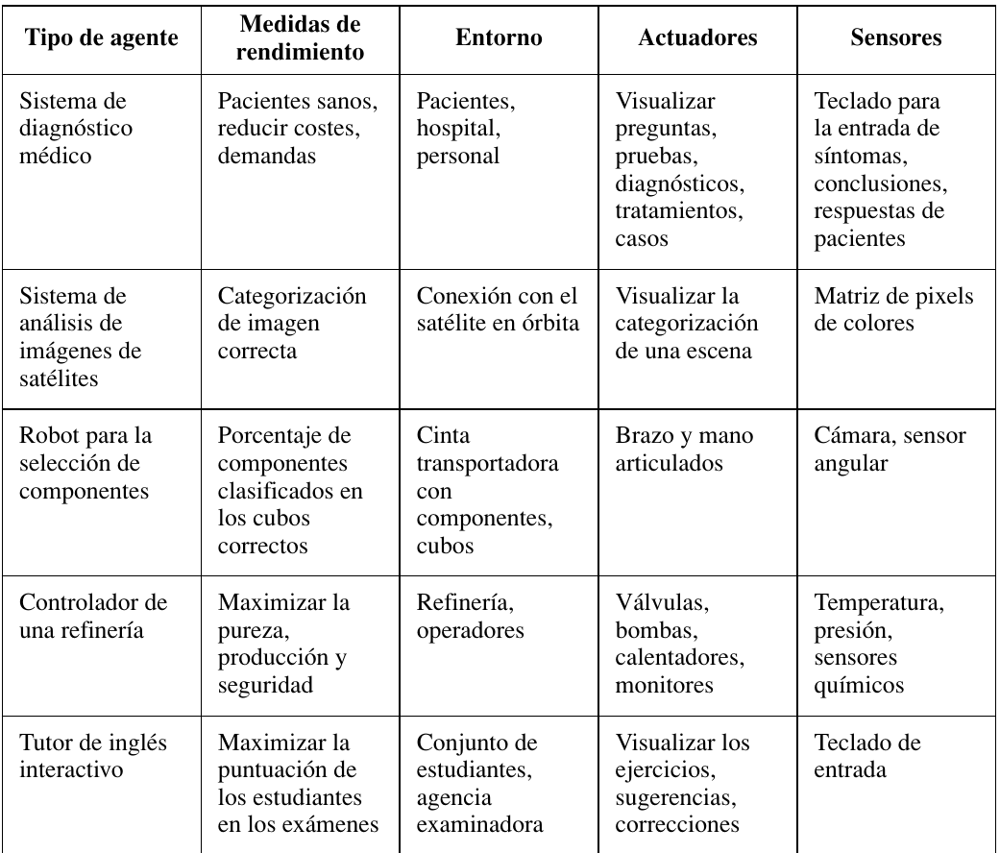 Tipo de agente
Medidas de
rendimiento
Entorno
Actuadores
Sensores
Sistema de
diagnóstico
médico
Pacientes sanos,
reducir costes,
demandas
Pacientes,
hospital,
personal
Visualizar
preguntas,
pruebas,
diagnósticos,
tratamientos,
casos
Teclado para
la entrada de
síntomas,
conclusiones,
respuestas de
pacientes
Sistema de
análisis de
imágenes de
satélites
Categorización
de imagen
correcta
Conexión con el
satélite en órbita
Visualizar la
categorización
de una escena
Matriz de pixels
de colores
Robot para la
selección de
componentes
Porcentaje de
componentes
clasificados en
los cubos
correctos
Cinta
transportadora
con
componentes,
cubos
Brazo y mano
articulados
Cámara, sensor
angular
Controlador de
una refinería
Maximizar la
pureza,
producción y
seguridad
Refinería,
operadores
Válvulas,
bombas,
calentadores,
monitores
Temperatura,
presión,
sensores
químicos
Tutor de inglés
interactivo
Maximizar la
puntuación de
los estudiantes
en los exámenes
Conjunto de
estudiantes,
agencia
examinadora
Visualizar los
ejercicios,
sugerencias,
correcciones
Teclado de
entrada